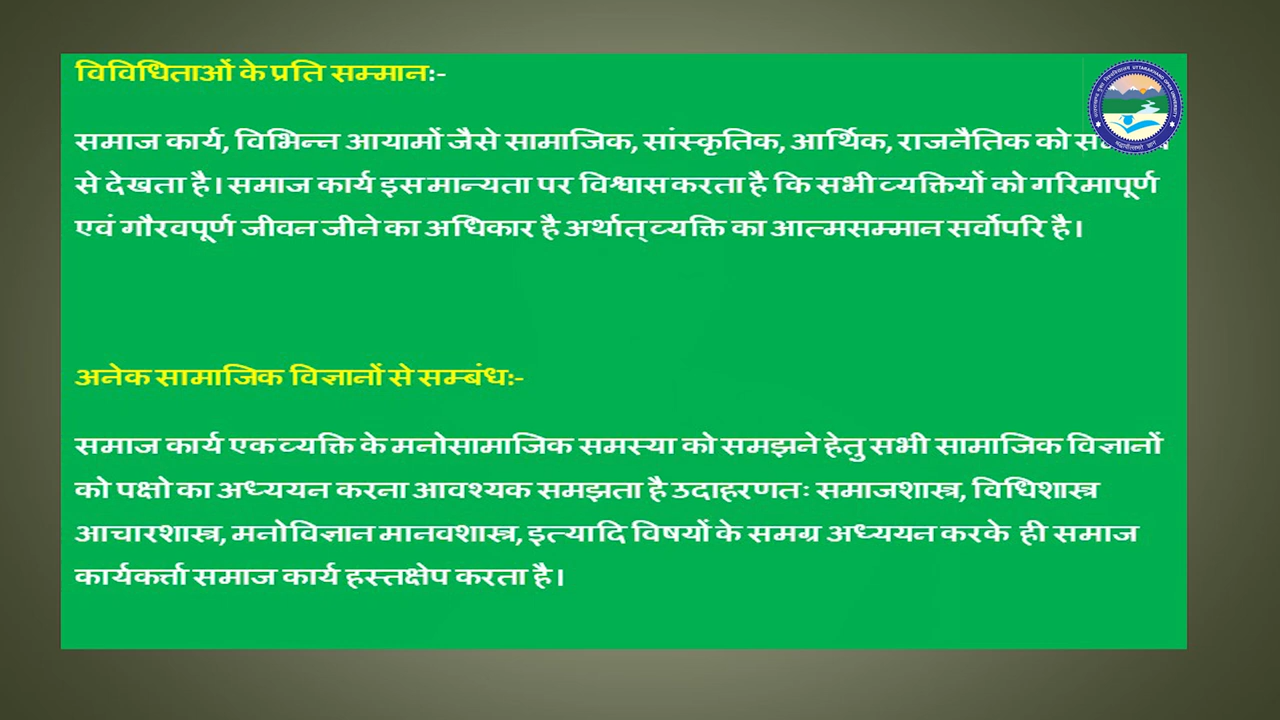 विविधिताओं के प्रति सम्मान:-
समाज कार्य, विभिन्न आयामों जैसे सामाजिक, सांस्कृतिक, आर्थिक, राजनैतिक को
से देखता है। समाज कार्य इस मान्यता पर विश्वास करता है कि सभी व्यक्तियों को गरिमापूर्ण
एवं गौरवपूर्ण जीवन जीने का अधिकार है अर्थात् व्यक्ति का आत्मसम्मान सर्वोपरि है।
अनेक सामाजिक विज्ञानों से सम्बंध:-
समाज कार्य एक व्यक्ति के मनोसामाजिक समस्या को समझने हेतु सभी सामाजिक विज्ञानों
को पक्षो का अध्ययन करना आवश्यक समझता है उदाहरणतः समाजशास्त्र, विधिशास्त्र
आचारशास्त्र, मनोविज्ञान मानवशास्त्र, इत्यादि विषयों के समग्र अध्ययन करके ही समाज
कार्यकर्त्ता समाज कार्य हस्तक्षेप करता है।
UTTARAKHAND OPEN UNIVERSITY